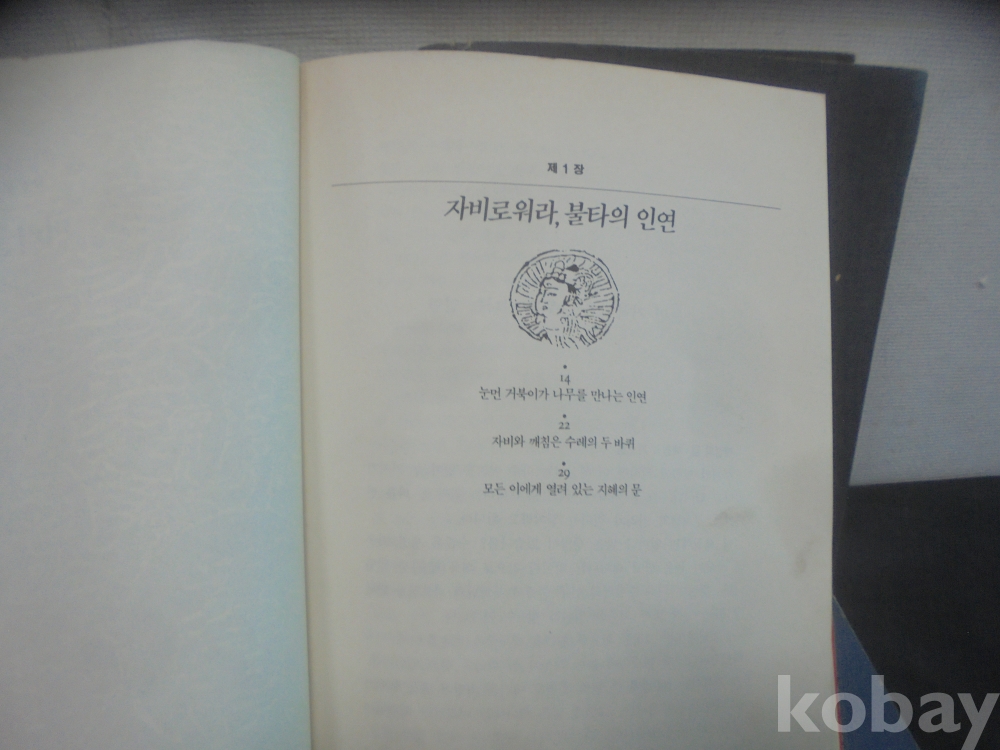 제 1 장
자비로워라, 불타의 인연
14
눈먼 거북이가 나무를 만나는 인연
22
자비와 깨침은 수레의 두 바퀴
29
모든 이에게 열려 있는 지혜의 문
kobay